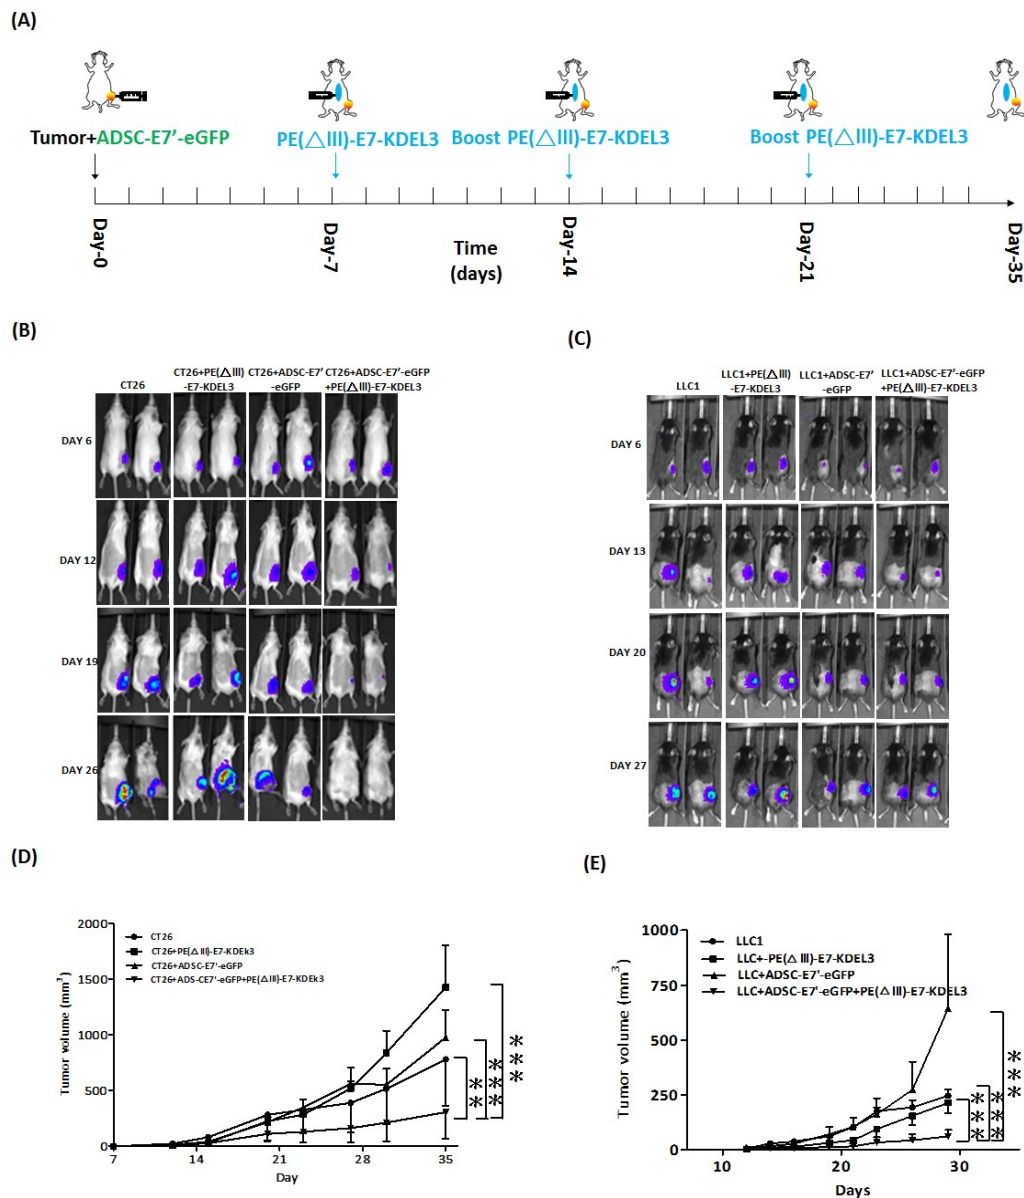 (A)
Tumor+ADSC-E7'-eGFP
PE(△III)-E7-KDEL3
Boost PE(△III)-E7-KDEL3
Boost PE(△III)-E7-KDEL3
Day-0
Day-7
Time
(days)
Day-14
Day-21
Day-35
(B)
CT26
CT26+PE(△III)
-E7-KDEL3
CT26+ADSC-E7'
-eGFP
CT26+ADSC-E7'-eGFP
+PE(△III)-E7-KDEL3
DAY 6
DAY 12
DAY 19
DAY 26
(C)
LLC1
LLC1+PE(△III)
-E7-KDEL3
LLC1+ADSC-E7'
-eGFP
LLC1+ADSC-E7'-eGFP
+PE(△III)-E7-KDEL3
DAY 6
DAY 13
DAY 20
DAY 27
(D)
Tumor volume (mm³)
2000
1500
1000
500
0
7
14
21
28
35
Day
CT26
CT26+PE(△III)-E7-KDEk3
CT26+ADSC-E7'-eGFP
CT26+ADS-CE7'-eGFP+PE(△III)-E7-KDEk3
**
***
***
(E)
Tumor volume (mm³)
1000
750
500
250
0
10
20
30
Days
LLC1
LLC+-PE(△III)-E7-KDEL3
LLC+ADSC-E7'-eGFP
LLC+ADSC-E7'-eGFP+PE(△III)-E7-KDEL3
***
***
***